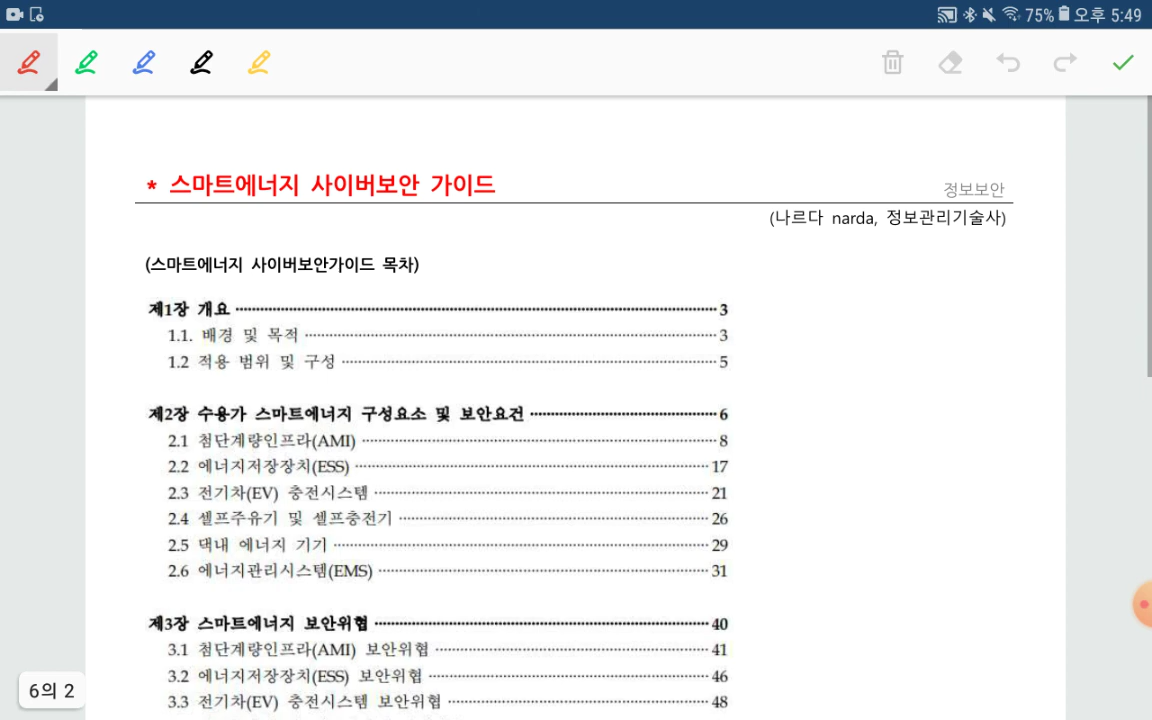 75% 오후 5:49
* 스마트에너지 사이버보안 가이드
정보보안
(나르다 narda, 정보관리기술사)
(스마트에너지 사이버보안가이드 목차)
제1장 개요 3
1.1. 배경 및 목적 3
1.2 적용 범위 및 구성 5
제2장 수용가 스마트에너지 구성요소 및 보안요건 6
2.1 첨단계량인프라(AMI) 8
2.2 에너지저장장치(ESS) 17
2.3 전기차(EV) 충전시스템 21
2.4 셀프주유기 및 셀프충전기 26
2.5 댁내 에너지 기기 29
2.6 에너지관리시스템(EMS) 31
제3장 스마트에너지 보안위협 40
3.1 첨단계량인프라(AMI) 보안위협 41
3.2 에너지저장장치(ESS) 보안위협 46
3.3 전기차(EV) 충전시스템 보안위협 48
6의 2